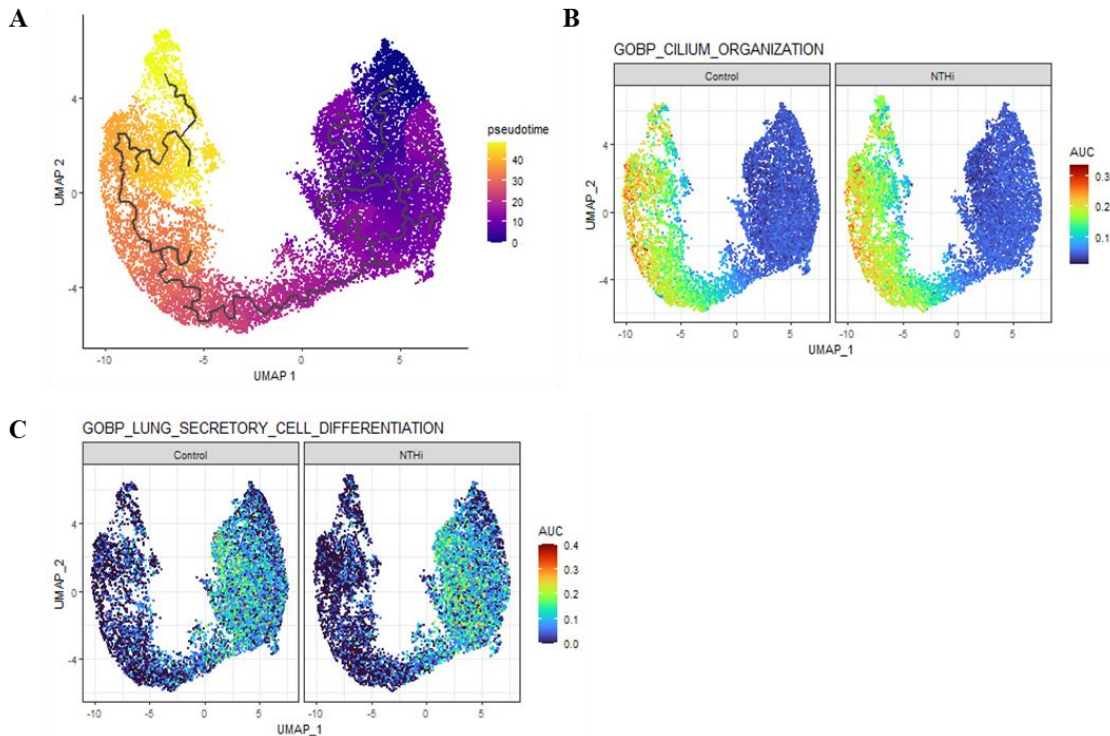 A
4
0
-4
UMAP 2
-10
-5
0
5
UMAP 1
pseudotime
40
30
20
10
0
B
GOBP_CILIUM_ORGANIZATION
Control
NTHi
4
0
-4
UMAP_2
-10
-5
0
5
-10
-5
0
5
UMAP_1
AUC
0.3
0.2
0.1
C
GOBP_LUNG_SECRETORY_CELL_DIFFERENTIATION
Control
NTHi
4
0
-4
UMAP_2
-10
-5
0
5
-10
-5
0
5
UMAP_1
AUC
0.4
0.3
0.2
0.1
0.0